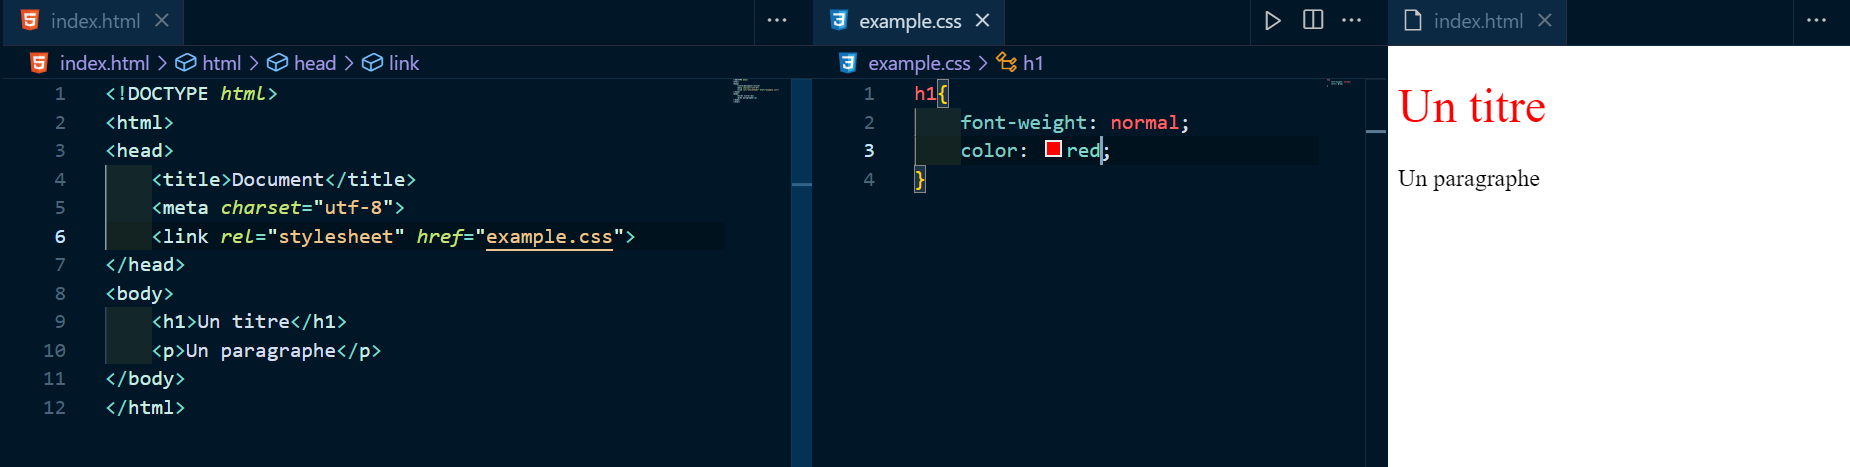 index.html
index.html > html > head > link
1 <!DOCTYPE html>
2 <html>
3 <head>
4 <title>Document</title>
5 <meta charset="utf-8">
6 <link rel="stylesheet" href="example.css">
7 </head>
8 <body>
9 <h1>Un titre</h1>
10 <p>Un paragraphe</p>
11 </body>
12 </html>
example.css
example.css > h1
1 h1{
2 font-weight: normal;
3 color: red;
4 }
index.html
Un titre
Un paragraphe